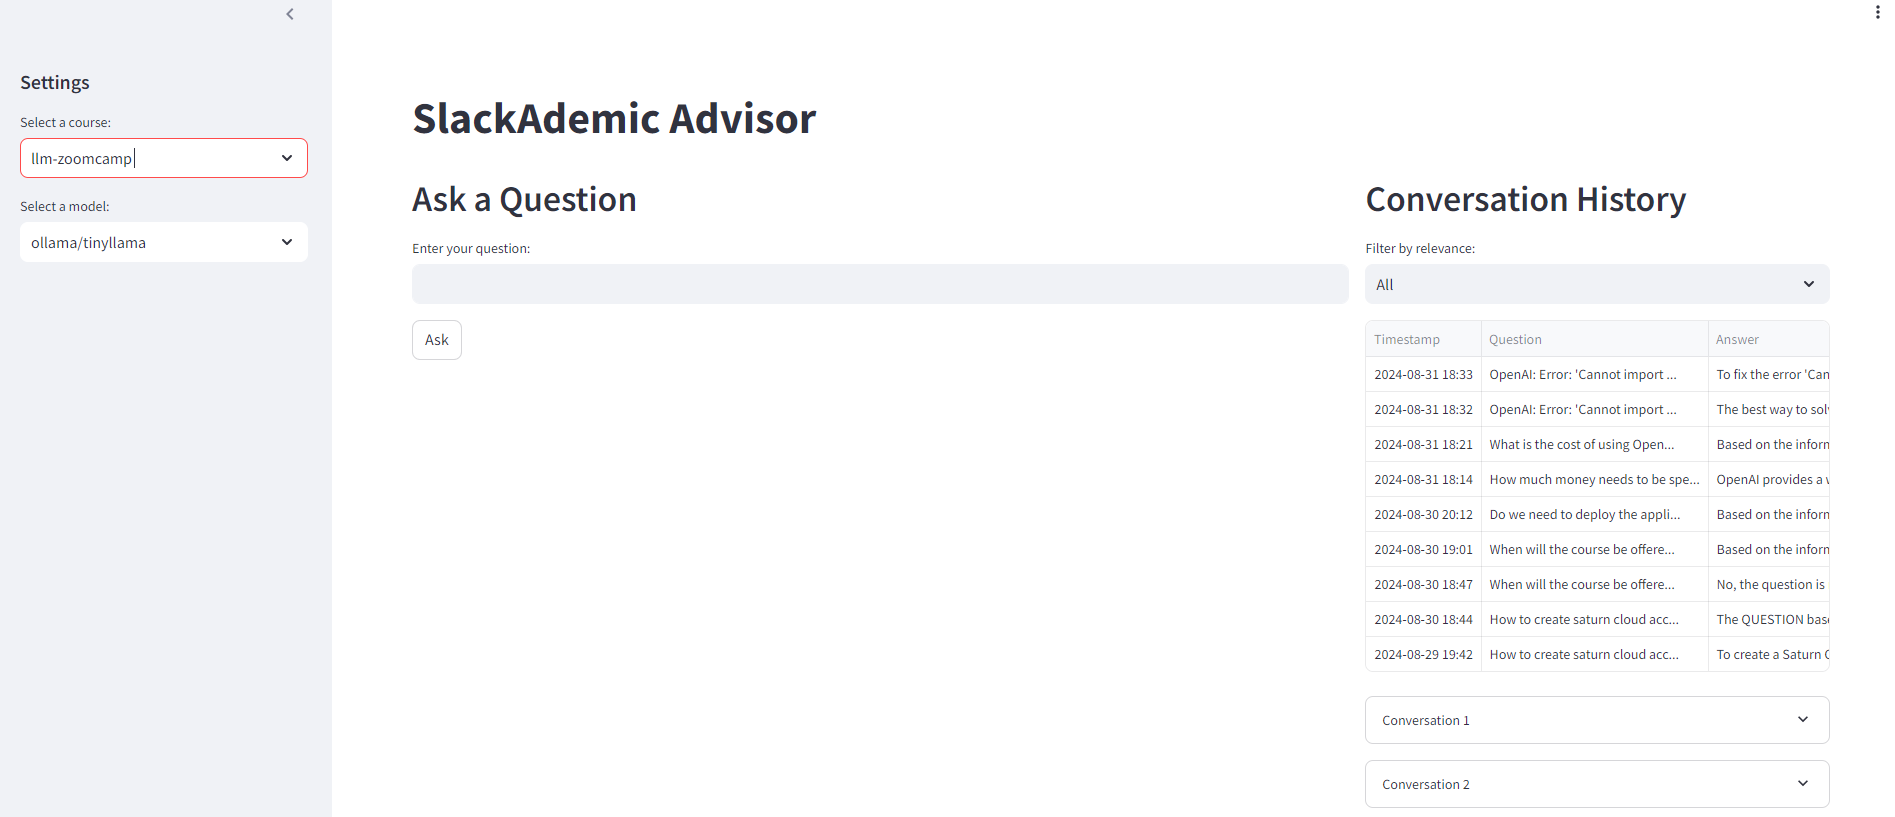 Settings
Select a course:
llm-zoomcamp
Select a model:
ollama/tinyllama
SlackAdemic Advisor
Ask a Question
Enter your question:
Ask
Conversation History
Filter by relevance:
All
Timestamp Question Answer
2024-08-31 18:33 OpenAI: Error: 'Cannot import ... To fix the error 'Can
2024-08-31 18:32 OpenAI: Error: 'Cannot import ... The best way to sol
2024-08-31 18:21 What is the cost of using Open... Based on the inforn
2024-08-31 18:14 How much money needs to be spe... OpenAI provides a
2024-08-30 20:12 Do we need to deploy the appli... Based on the inforn
2024-08-30 19:01 When will the course be offere... Based on the inforn
2024-08-30 18:47 When will the course be offere... No, the question is
2024-08-30 18:44 How to create saturn cloud acc... The QUESTION bas
2024-08-29 19:42 How to create saturn cloud acc... To create a Saturn
Conversation 1
Conversation 2